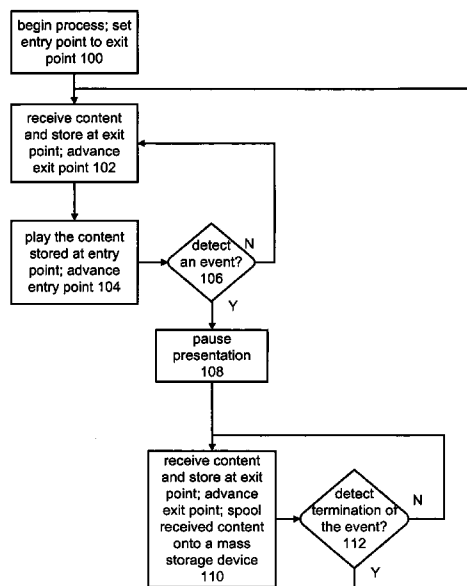 begin process; set
entry point to exit
point 100
receive content
and store at exit
point; advance
exit point 102
play the content
stored at entry
point; advance
entry point 104
detect
an event?
106
N
Y
pause
presentation
108
receive content
and store at exit
point; advance
exit point; spool
received content
onto a mass
storage device
110
detect
termination of
the event?
112
N
Y